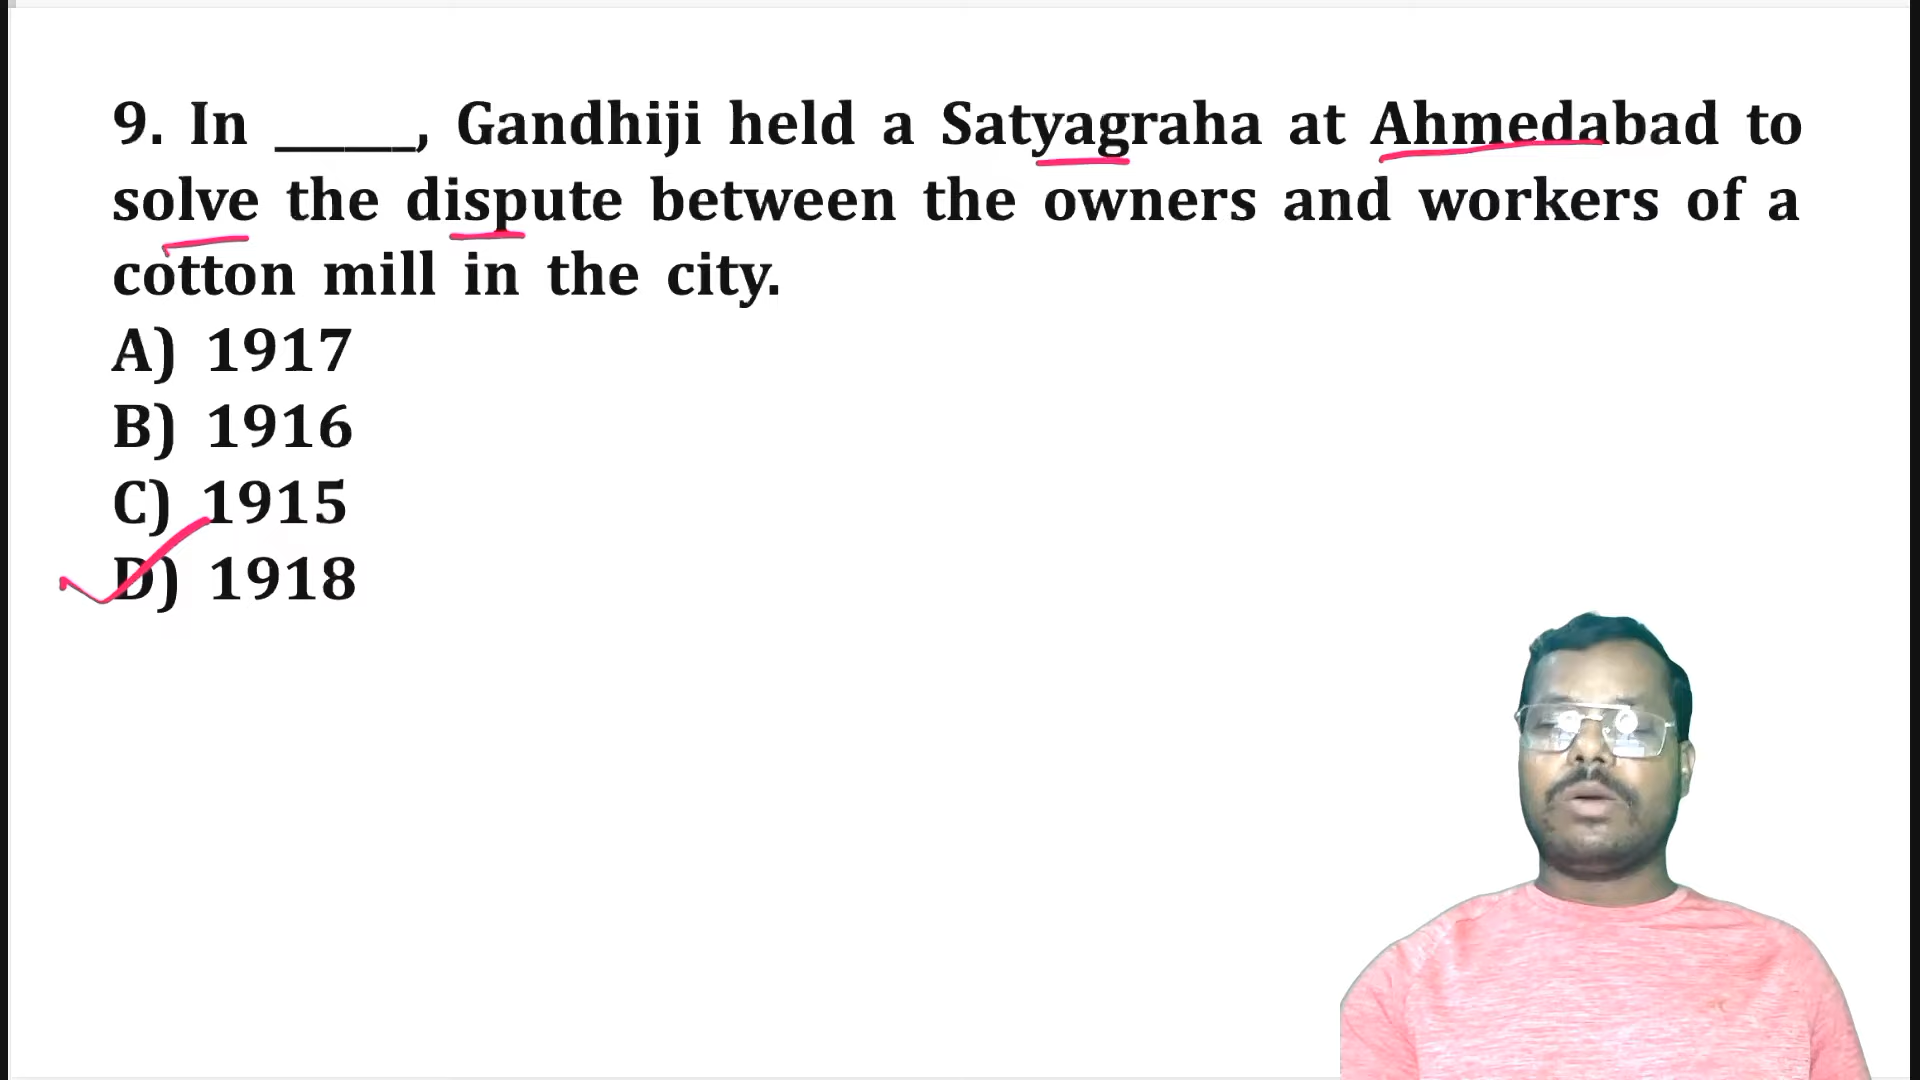 9. In _____, Gandhiji held a Satyagraha at Ahmedabad to
solve the dispute between the owners and workers of a
cotton mill in the city.
A) 1917
B) 1916
C) 1915
D) 1918